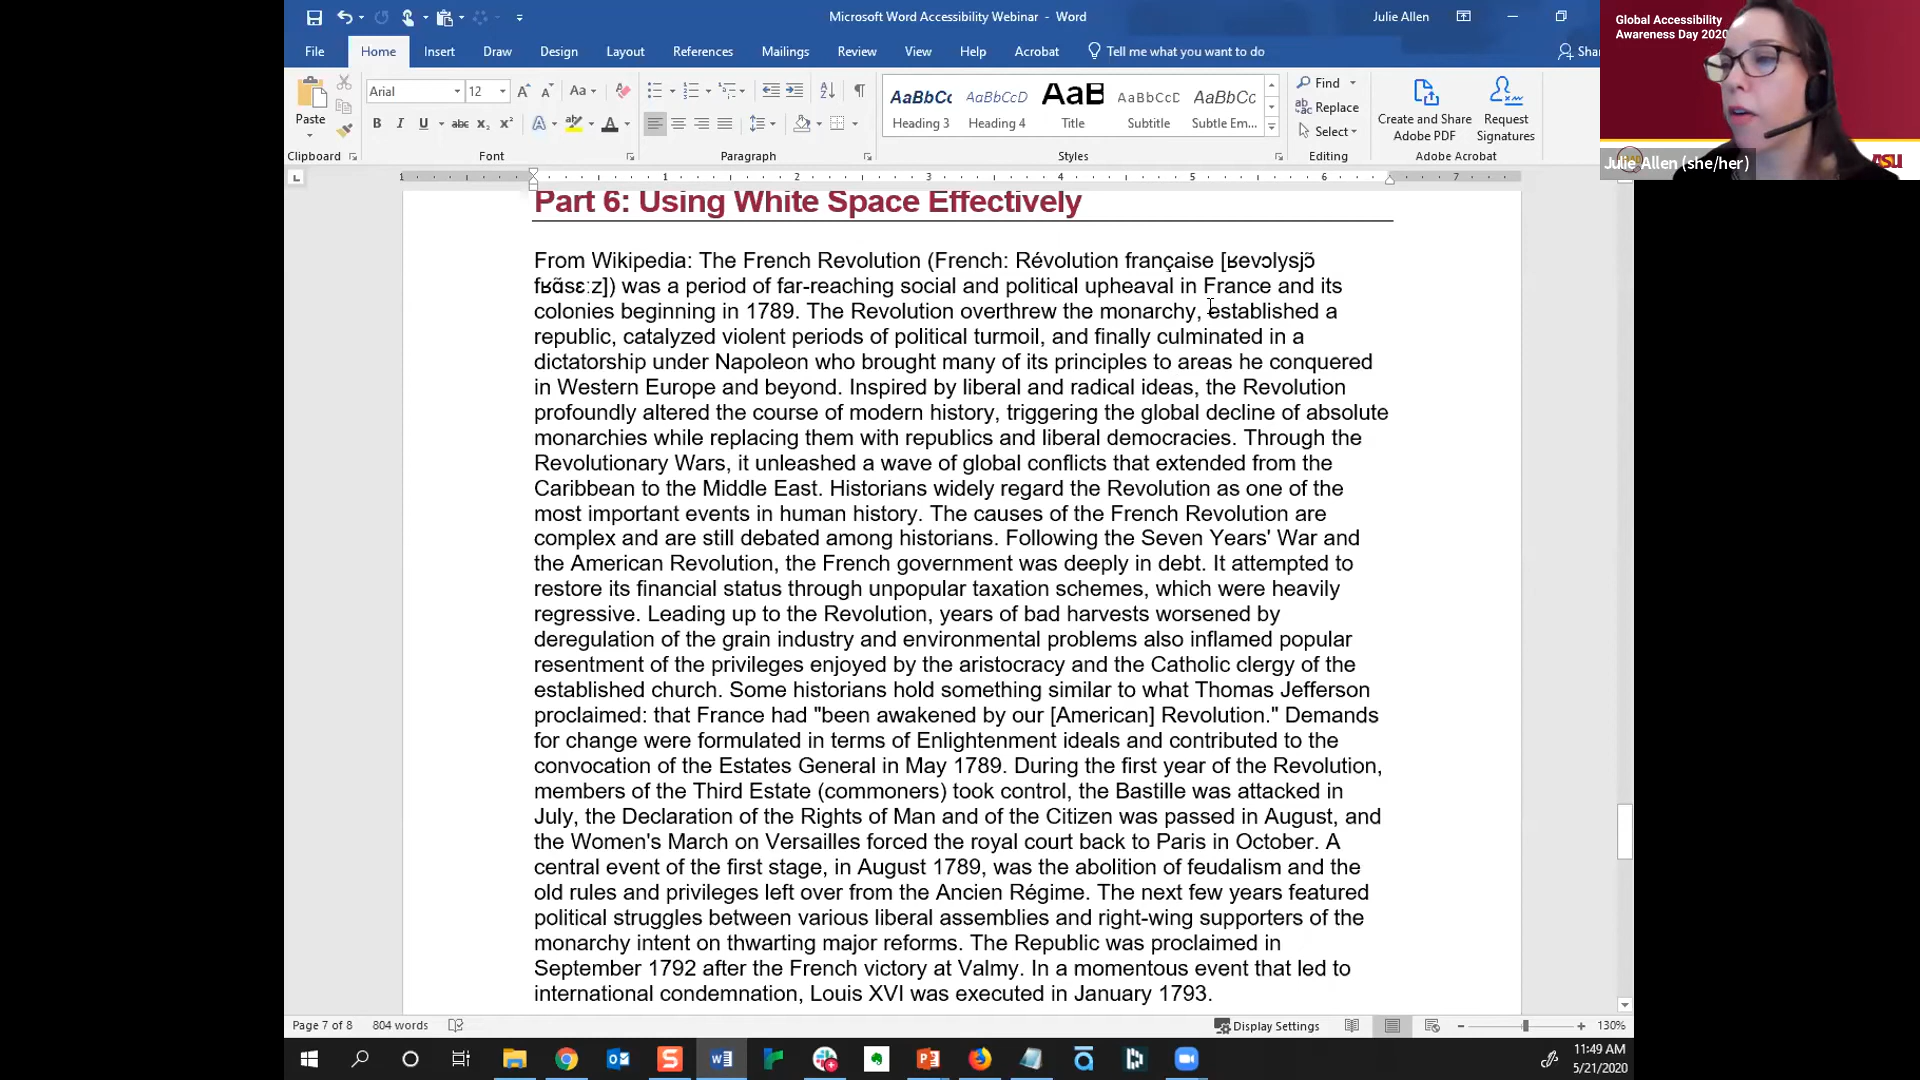 Microsoft Word Accessibility Webinar - Word
Julie Allen
File Home Insert Draw Design Layout References Mailings Review View Help Acrobat Tell me what you want to do
Paste
Arial 12
Aa
B I U abc x₂ x²
AaBbCc AaBbCcD AaB AaBbCcD AaBbCc
Heading 3 Heading 4 Title Subtitle Subtle Em...
Find
Replace
Select
Create and Share
Adobe PDF
Request
Signatures
Clipboard Font Paragraph Styles Editing Adobe Acrobat
Global Accessibility
Awareness Day 2020
Julie Allen (she/her)
ASU
1 1 2 3 4 5 6 7
Part 6: Using White Space Effectively
From Wikipedia: The French Revolution (French: Révolution française [ʁevɔlysjɔ̃
fʁɑ̃sɛːz]) was a period of far-reaching social and political upheaval in France and its
colonies beginning in 1789. The Revolution overthrew the monarchy, established a
republic, catalyzed violent periods of political turmoil, and finally culminated in a
dictatorship under Napoleon who brought many of its principles to areas he conquered
in Western Europe and beyond. Inspired by liberal and radical ideas, the Revolution
profoundly altered the course of modern history, triggering the global decline of absolute
monarchies while replacing them with republics and liberal democracies. Through the
Revolutionary Wars, it unleashed a wave of global conflicts that extended from the
Caribbean to the Middle East. Historians widely regard the Revolution as one of the
most important events in human history. The causes of the French Revolution are
complex and are still debated among historians. Following the Seven Years' War and
the American Revolution, the French government was deeply in debt. It attempted to
restore its financial status through unpopular taxation schemes, which were heavily
regressive. Leading up to the Revolution, years of bad harvests worsened by
deregulation of the grain industry and environmental problems also inflamed popular
resentment of the privileges enjoyed by the aristocracy and the Catholic clergy of the
established church. Some historians hold something similar to what Thomas Jefferson
proclaimed: that France had "been awakened by our [American] Revolution." Demands
for change were formulated in terms of Enlightenment ideals and contributed to the
convocation of the Estates General in May 1789. During the first year of the Revolution,
members of the Third Estate (commoners) took control, the Bastille was attacked in
July, the Declaration of the Rights of Man and of the Citizen was passed in August, and
the Women's March on Versailles forced the royal court back to Paris in October. A
central event of the first stage, in August 1789, was the abolition of feudalism and the
old rules and privileges left over from the Ancien Régime. The next few years featured
political struggles between various liberal assemblies and right-wing supporters of the
monarchy intent on thwarting major reforms. The Republic was proclaimed in
September 1792 after the French victory at Valmy. In a momentous event that led to
international condemnation, Louis XVI was executed in January 1793.
Page 7 of 8 804 words
Display Settings
130%
11:49 AM
5/21/2020